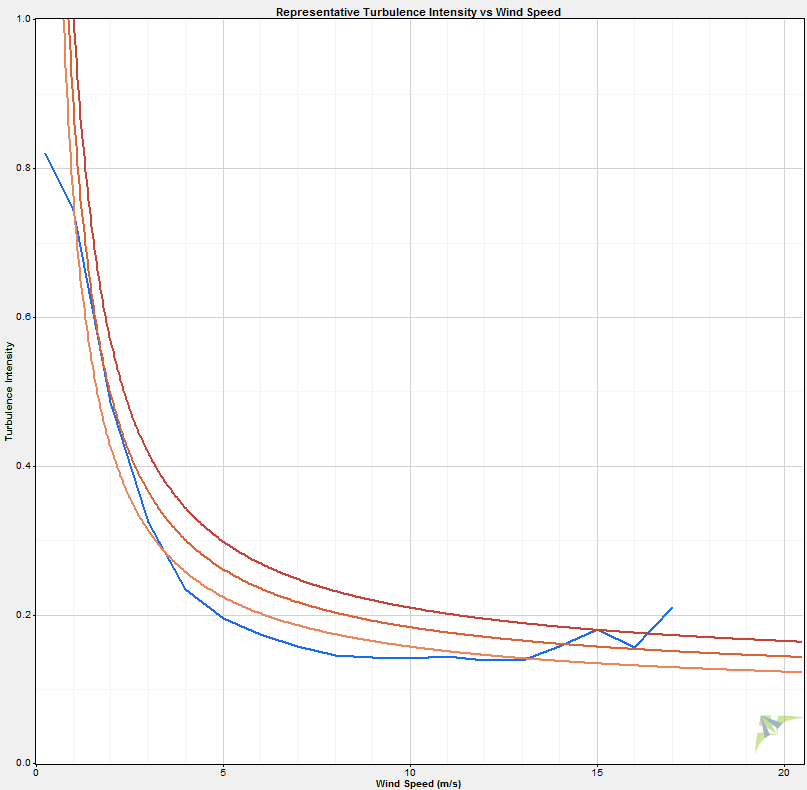 Representative Turbulence Intensity vs Wind Speed
1.0
0.8
0.6
0.4
0.2
0.0
Turbulence Intensity
0 5 10 15 20
Wind Speed (m/s)